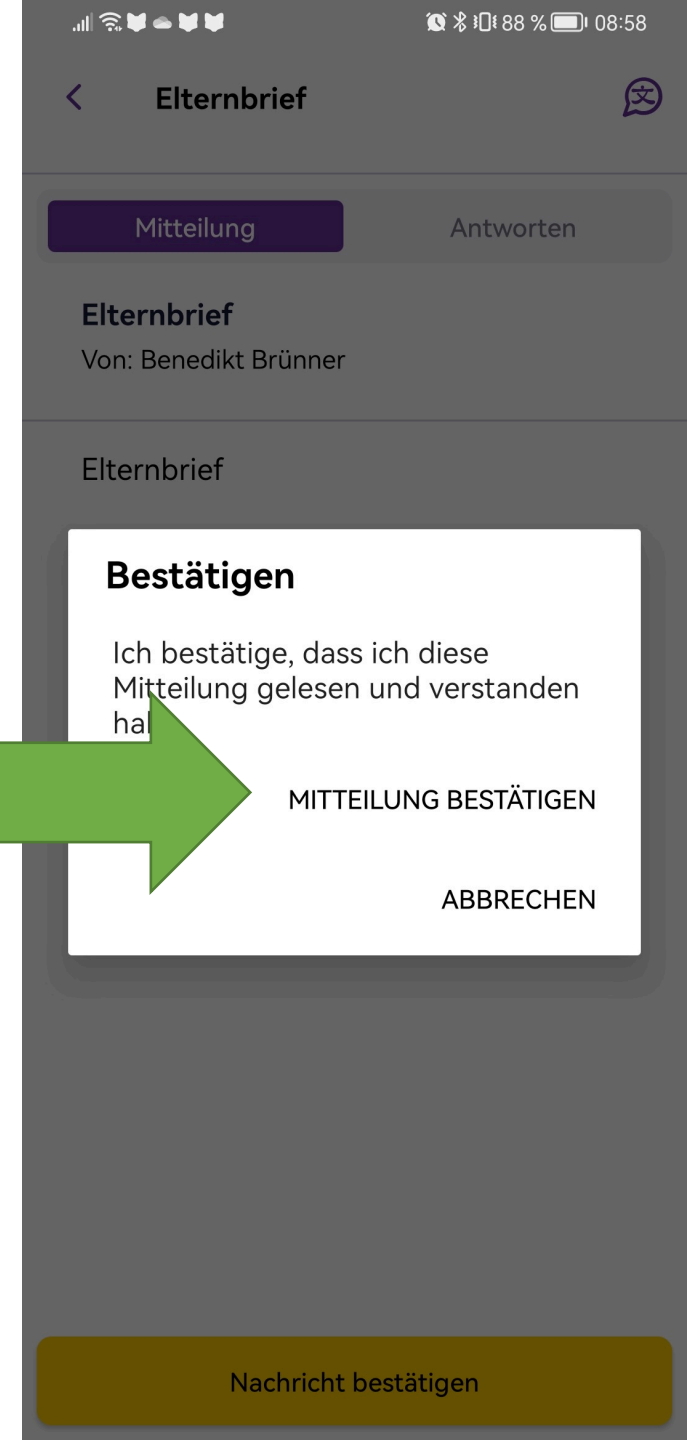 88 % 08:58
Elternbrief
Mitteilung Antworten
Elternbrief
Von: Benedikt Brünner
Elternbrief
Bestätigen
Ich bestätige, dass ich diese
Mitteilung gelesen und verstanden
MITTEILUNG BESTÄTIGEN
ABBRECHEN
Nachricht bestätigen